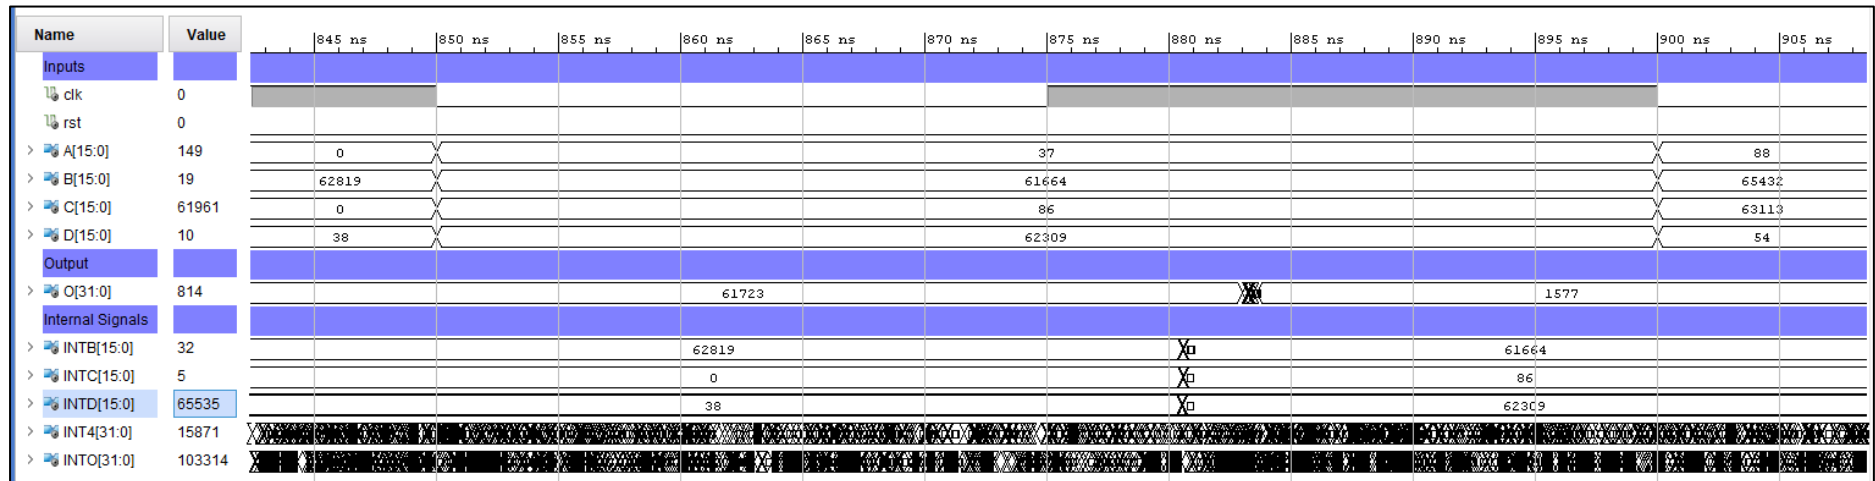 Name Value 845 ns 850 ns 855 ns 860 ns 865 ns 870 ns 875 ns 880 ns 885 ns 890 ns 895 ns 900 ns 905 ns
Inputs
clk 0
rst 0
A[15:0] 149 0 37 88
B[15:0] 19 62819 61664 65432
C[15:0] 61961 0 86 63113
D[15:0] 10 38 62309 54
Output
O[31:0] 814 61723 1577
Internal Signals
INTB[15:0] 32 62819 61664
INTC[15:0] 5 0 86
INTD[15:0] 65535 38 62309
INT4[31:0] 15871
INTO[31:0] 103314